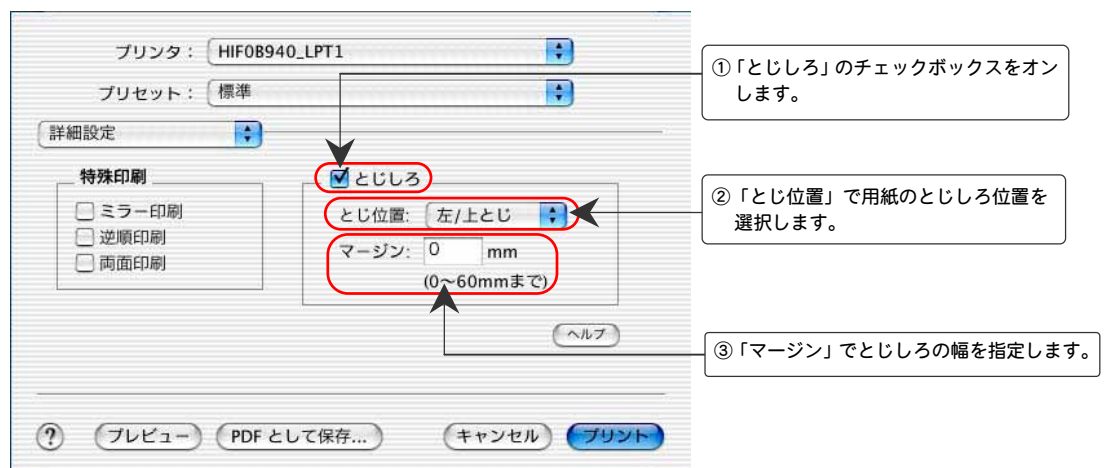 プリンタ： HIF0B940_LPT1
プリセット： 標準
詳細設定
特殊印刷
ミラー印刷
逆順印刷
両面印刷
とじしろ
とじ位置: 左/上とじ
マージン: 0 mm
(0～60mmまで)
ヘルプ
? プレビュー PDF として保存... キャンセル プリント
①「とじしろ」のチェックボックスをオン
します。
②「とじ位置」で用紙のとじしろ位置を
選択します。
③「マージン」でとじしろの幅を指定します。